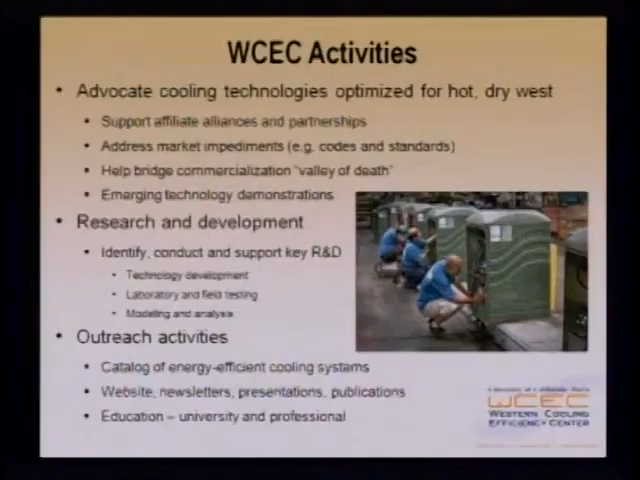 WCEC Activities
• Advocate cooling technologies optimized for hot, dry west
• Support affiliate alliances and partnerships
• Address market impediments (e.g. codes and standards)
• Help bridge commercialization "valley of death"
• Emerging technology demonstrations
• Research and development
• Identify, conduct and support key R&D
• Technology development
• Laboratory and field testing
• Modeling and analysis
• Outreach activities
• Catalog of energy-efficient cooling systems
• Website, newsletters, presentations, publications
• Education – university and professional
WCEC
WESTERN COOLING
EFFICIENCY CENTER